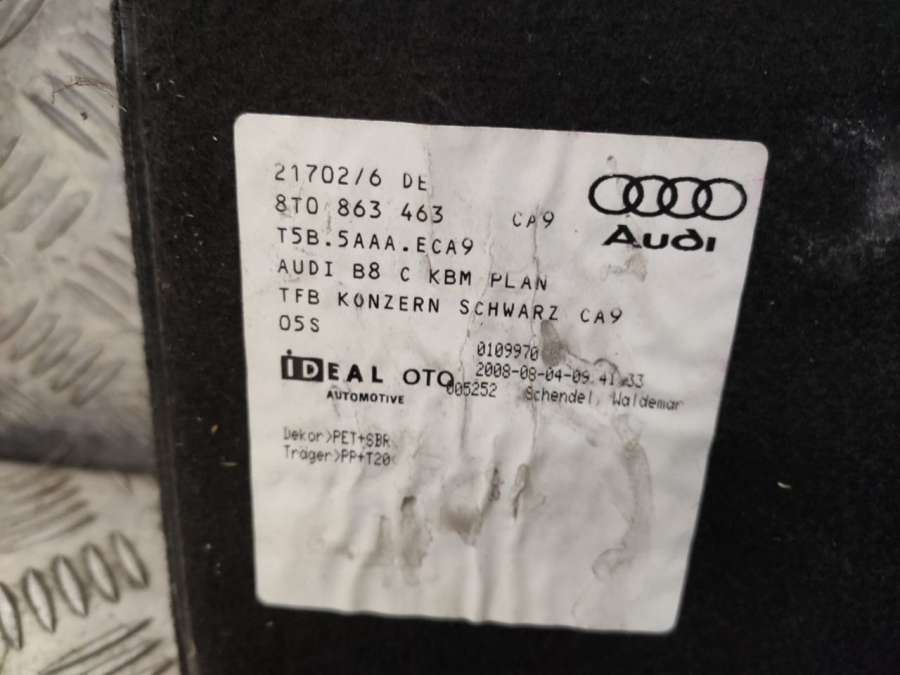 21702/6 DE
8T0 863 463 CA9
T5B.5AAA.ECA9
AUDI B8 C KBM PLAN
TFB KONZERN SCHWARZ CA9
05S
Audi
0109970
2008-08-04-09.41.33
IDEAL OTO
AUTOMOTIVE
005252 Schendel, Waldemar
Dekor>PET+SBR<
Träger>PP+T20<